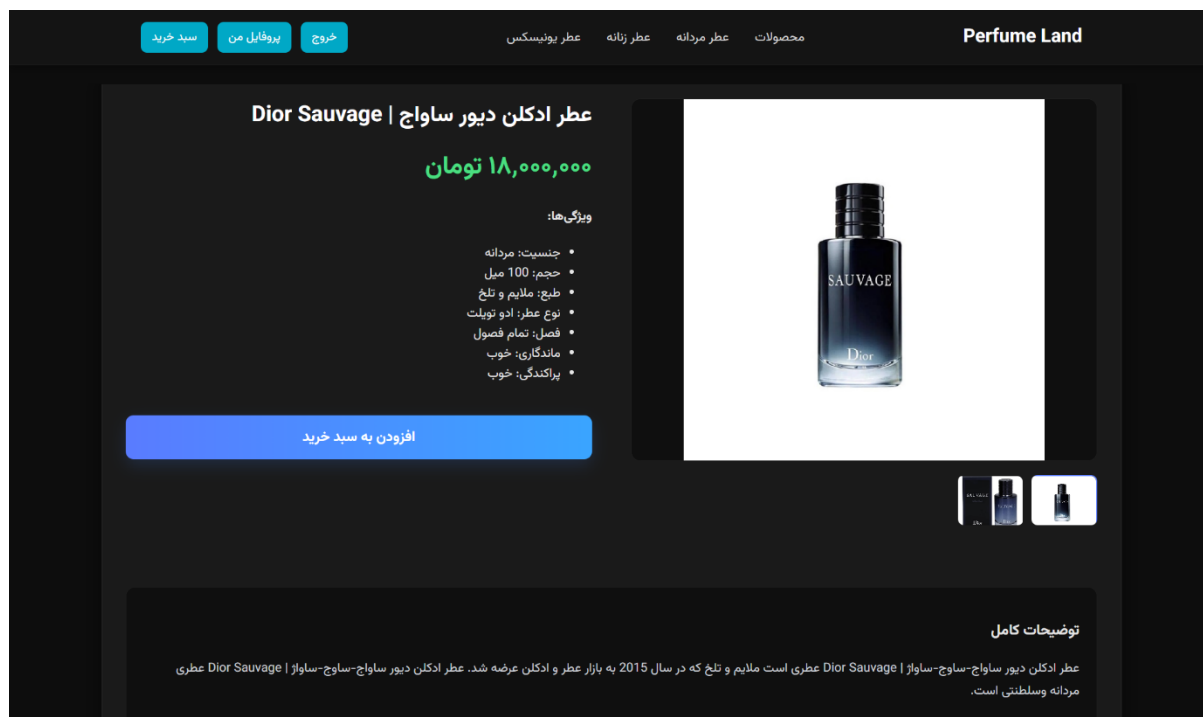 Perfume Land
محصولات
عطر مردانه
عطر زنانه
عطر یونیسکس
خروج
پروفایل من
سبد خرید
عطر ادکلن دیور ساواج | Dior Sauvage
۱۸,۰۰۰,۰۰۰ تومان
ویژگی‌ها:
جنسیت: مردانه
حجم: 100 میل
طبع: ملایم و تلخ
نوع عطر: ادو تویلت
فصل: تمام فصول
ماندگاری: خوب
پراکندگی: خوب
افزودن به سبد خرید
SAUVAGE
Dior
توضیحات کامل
عطر ادکلن دیور ساواج-ساوج-ساواژ | Dior Sauvage عطری است ملایم و تلخ که در سال 2015 به بازار عطر و ادکلن عرضه شد. عطر ادکلن دیور ساواج-ساوج-ساواژ | Dior Sauvage عطری
مردانه وسلطنتی است.